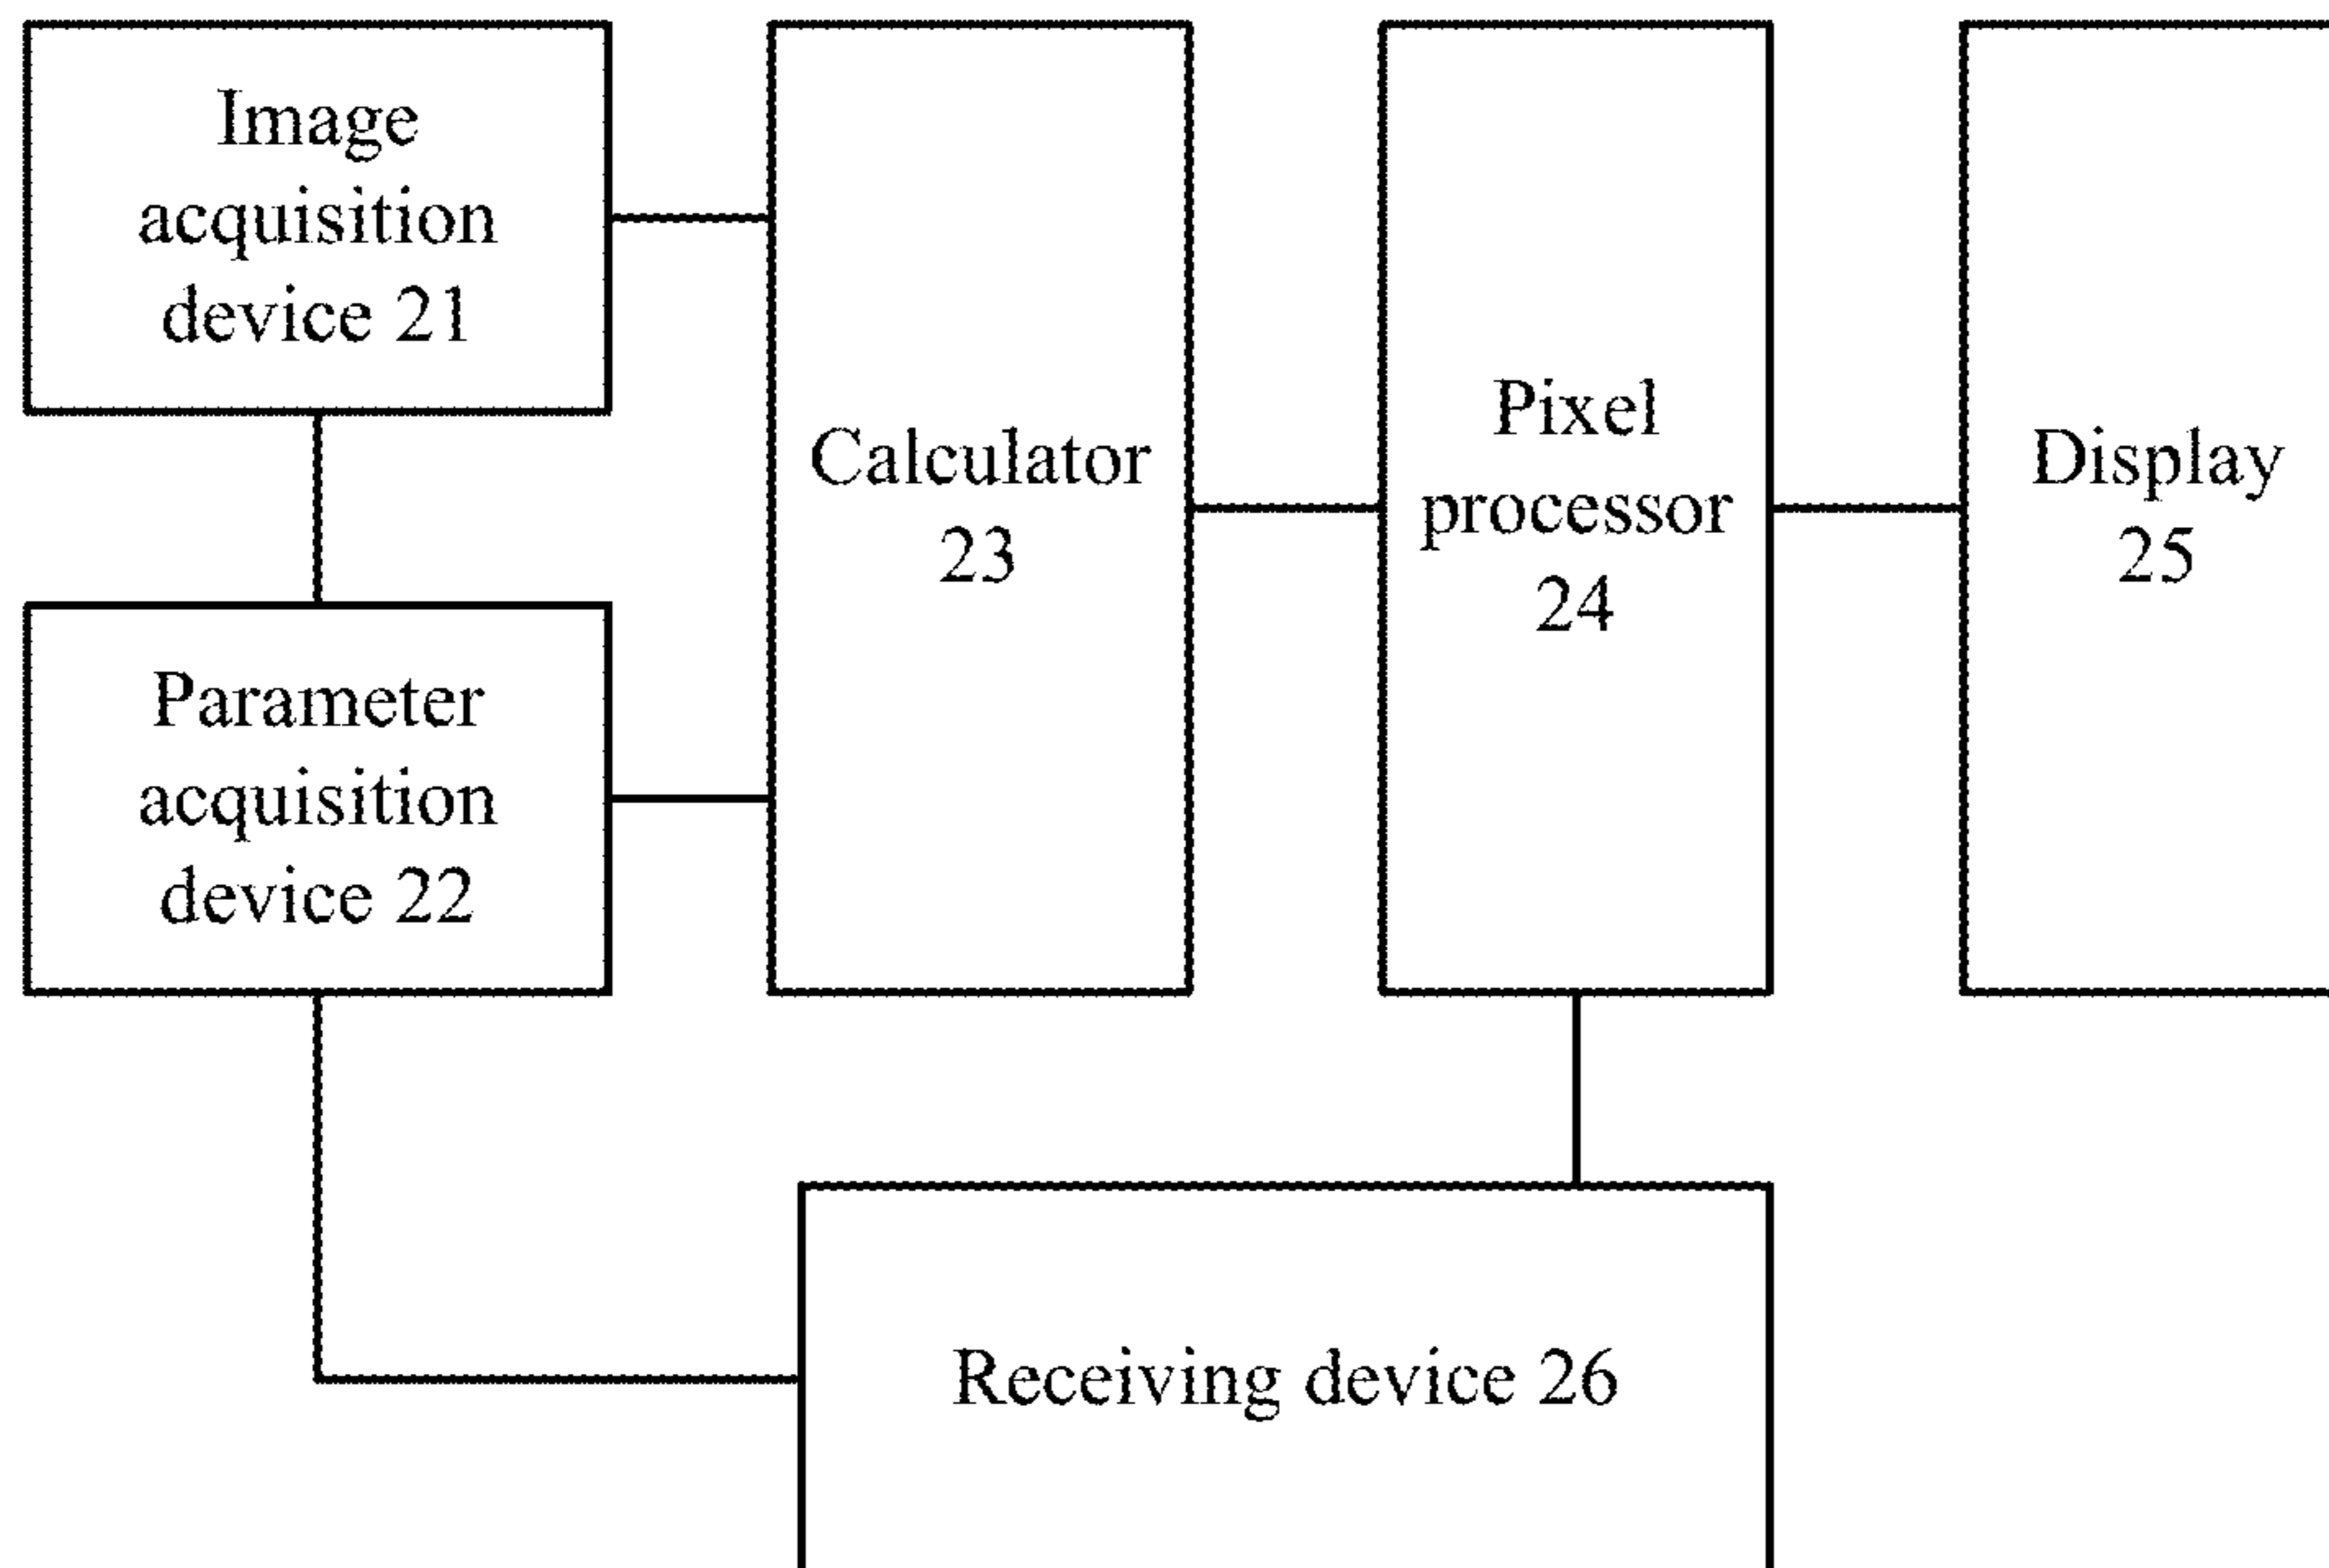 Image
acquisition
device 21
Parameter
acquisition
device 22
Calculator
23
Pixel
processor
24
Display
25
Receiving device 26